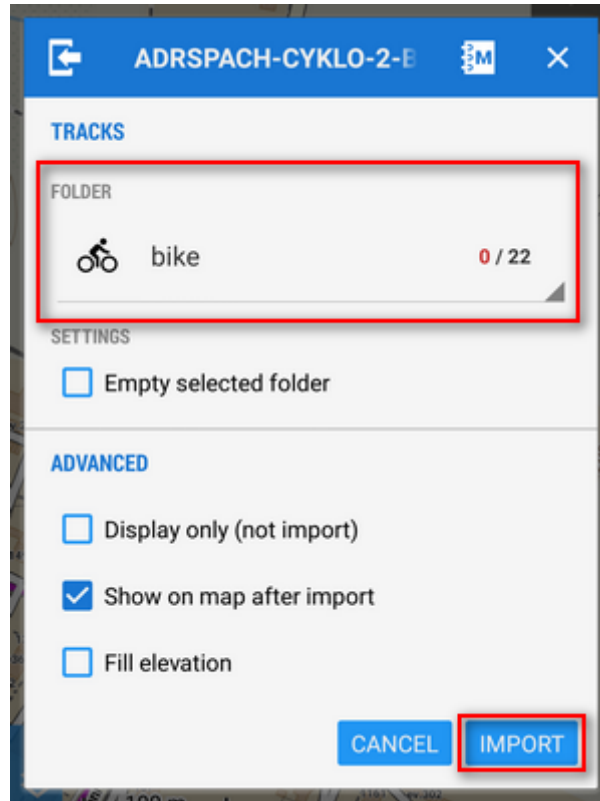 ADRSPACH-CYKLO-2-B
M
TRACKS
FOLDER
bike 0 / 22
SETTINGS
Empty selected folder
ADVANCED
Display only (not import)
Show on map after import
Fill elevation
CANCEL IMPORT
100 m